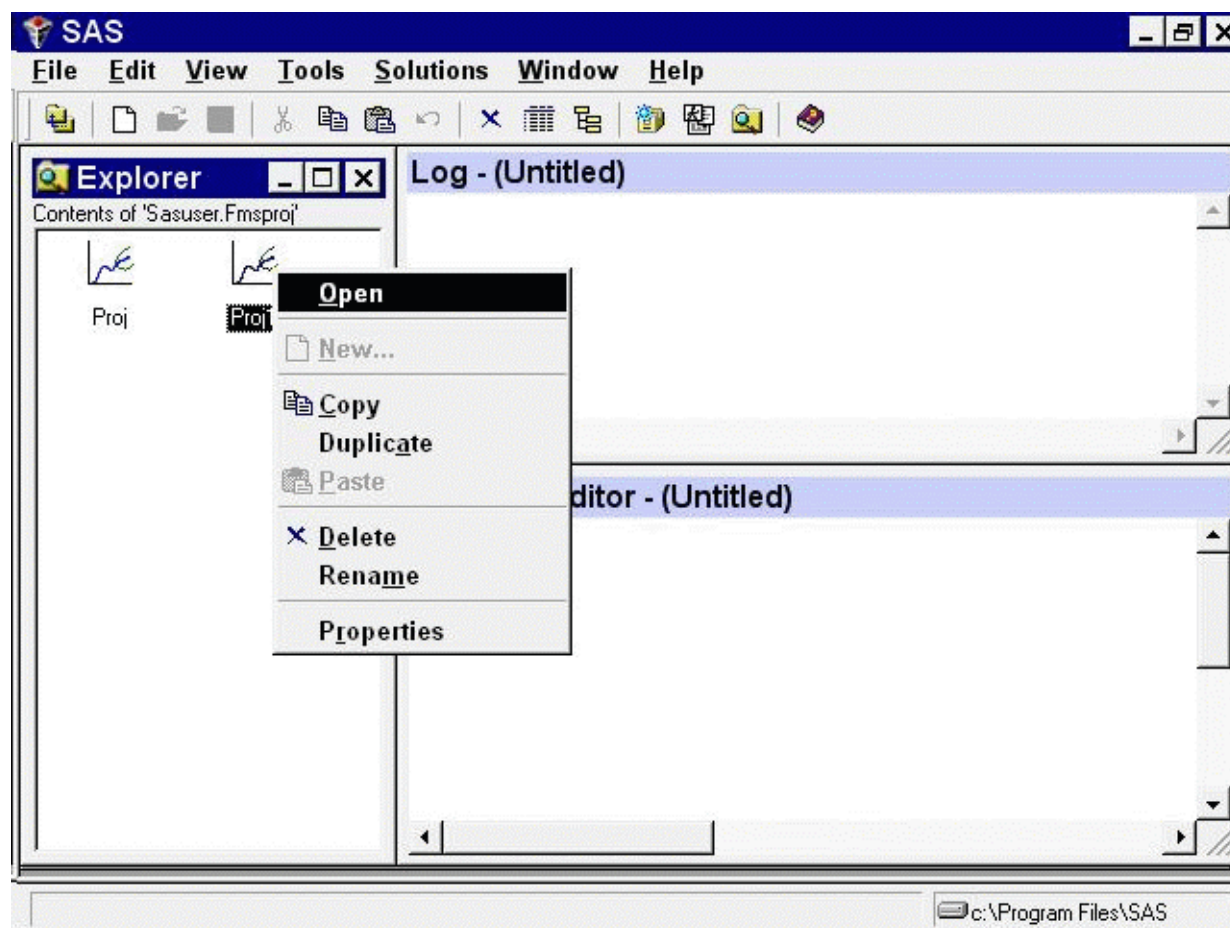 SAS
File Edit View Tools Solutions Window Help
Explorer
Contents of 'Sasuser.Fmsproj'
Proj
Proj
Open
New...
Copy
Duplicate
Paste
Delete
Rename
Properties
Log - (Untitled)
ditor - (Untitled)
c:\Program Files\SAS